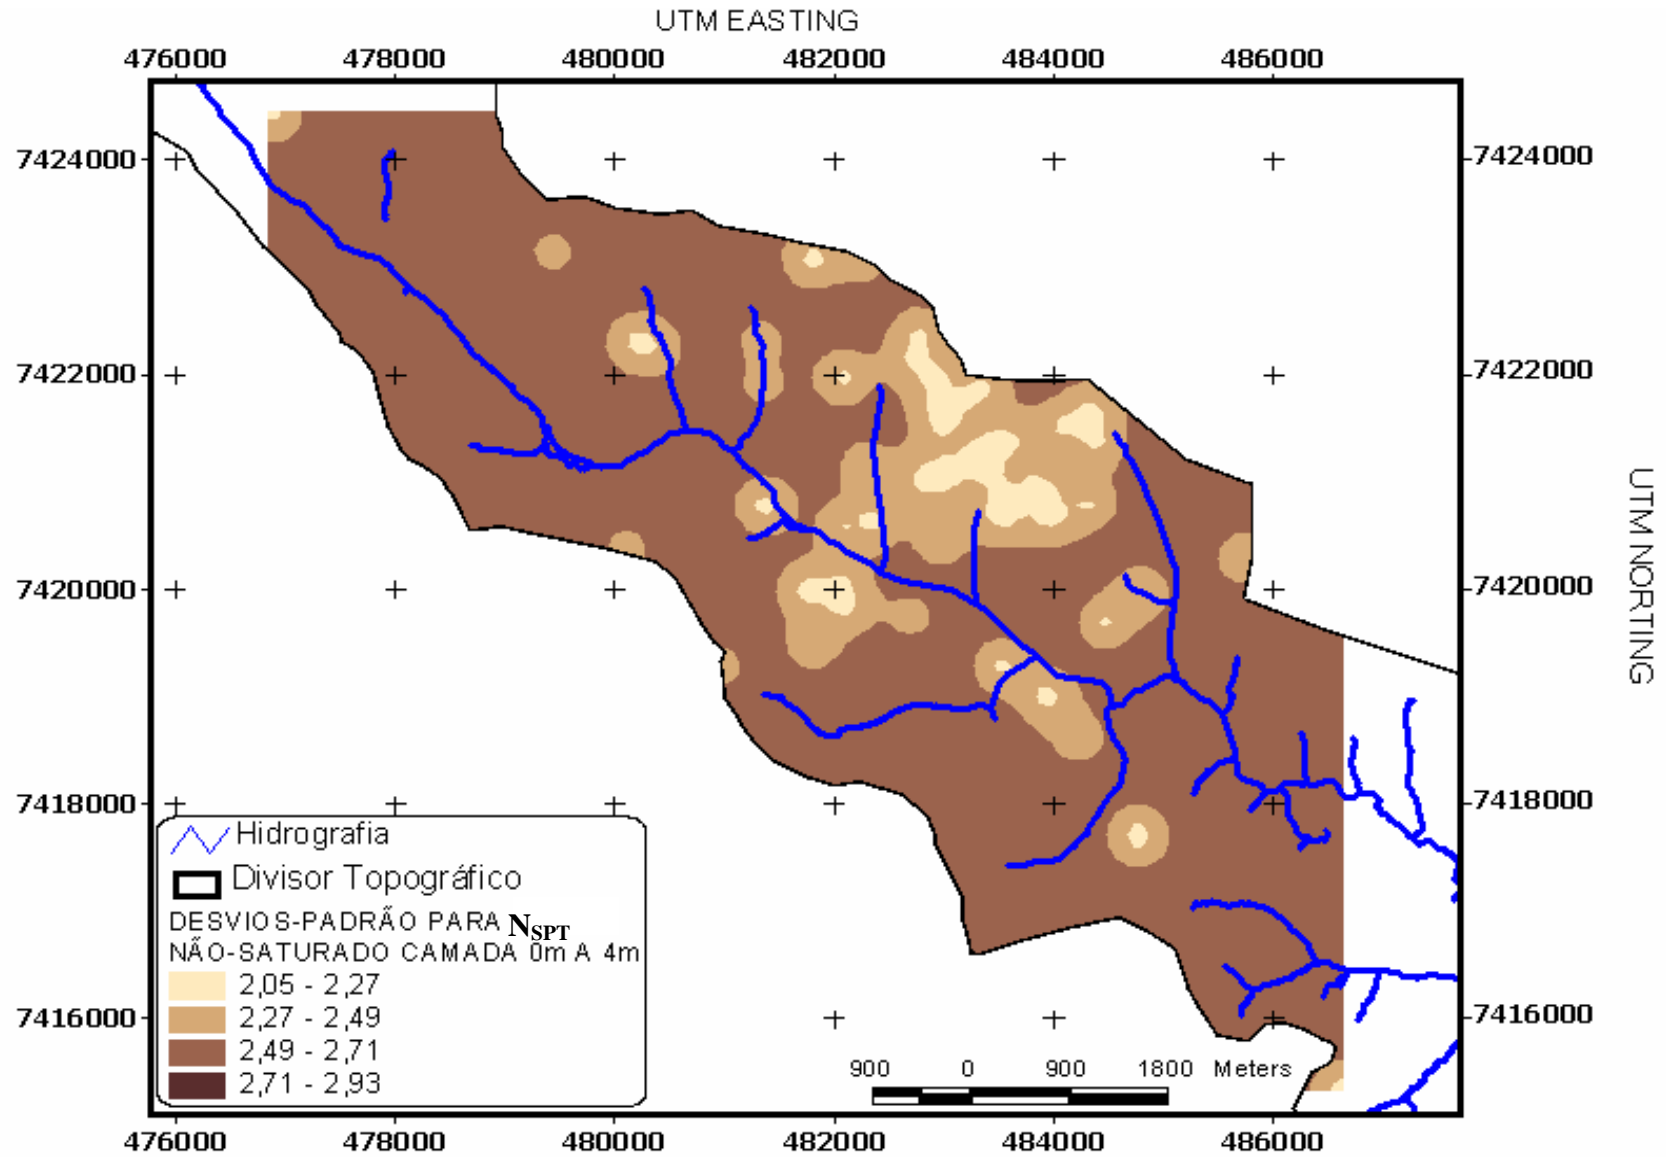 UTM EASTING
476000 478000 480000 482000 484000 486000
7424000 7424000
7422000 7422000
7420000 7420000
7418000 7418000
7416000 7416000
UTM NORTING
Hidrografia
Divisor Topográfico
DESVIOS-PADRÃO PARA NSPT
NÃO-SATURADO CAMADA 0m A 4m
2,05 - 2,27
2,27 - 2,49
2,49 - 2,71
2,71 - 2,93
900 0 900 1800 Meters
476000 478000 480000 482000 484000 486000